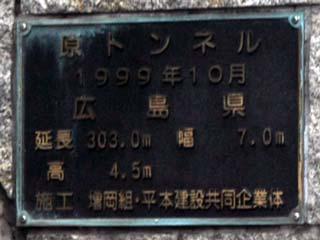 原トンネル
1999年10月
広島県
延長 303.0m 幅 7.0m
高 4.5m
施工 増岡組・平本建設共同企業体